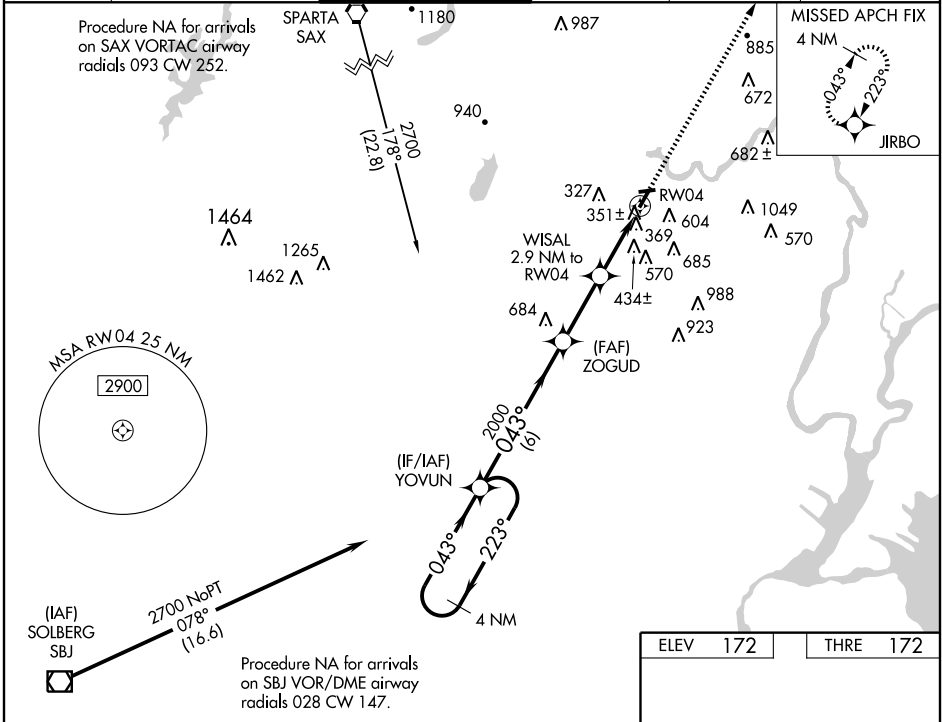 Procedure NA for arrivals
on SAX VORTAC airway
radials 093 CW 252.
SPARTA
SAX
1180
987
MISSED APCH FIX
4 NM
043°
223°
JIRBO
885
672
682 ±
940
2700
178°
(22.8)
327
351±
RW04
369
604
1049
570
1464
1265
1462
WISAL
2.9 NM to
RW04
434±
570
685
988
923
684
(FAF)
ZOGUD
MSA RW04 25 NM
2900
2000
043°
(6)
(IF/IAF)
YOVUN
043°
223°
4 NM
2700 NoPT
078°
(16.6)
(IAF)
SOLBERG
SBJ
Procedure NA for arrivals
on SBJ VOR/DME airway
radials 028 CW 147.
ELEV 172
THRE 172